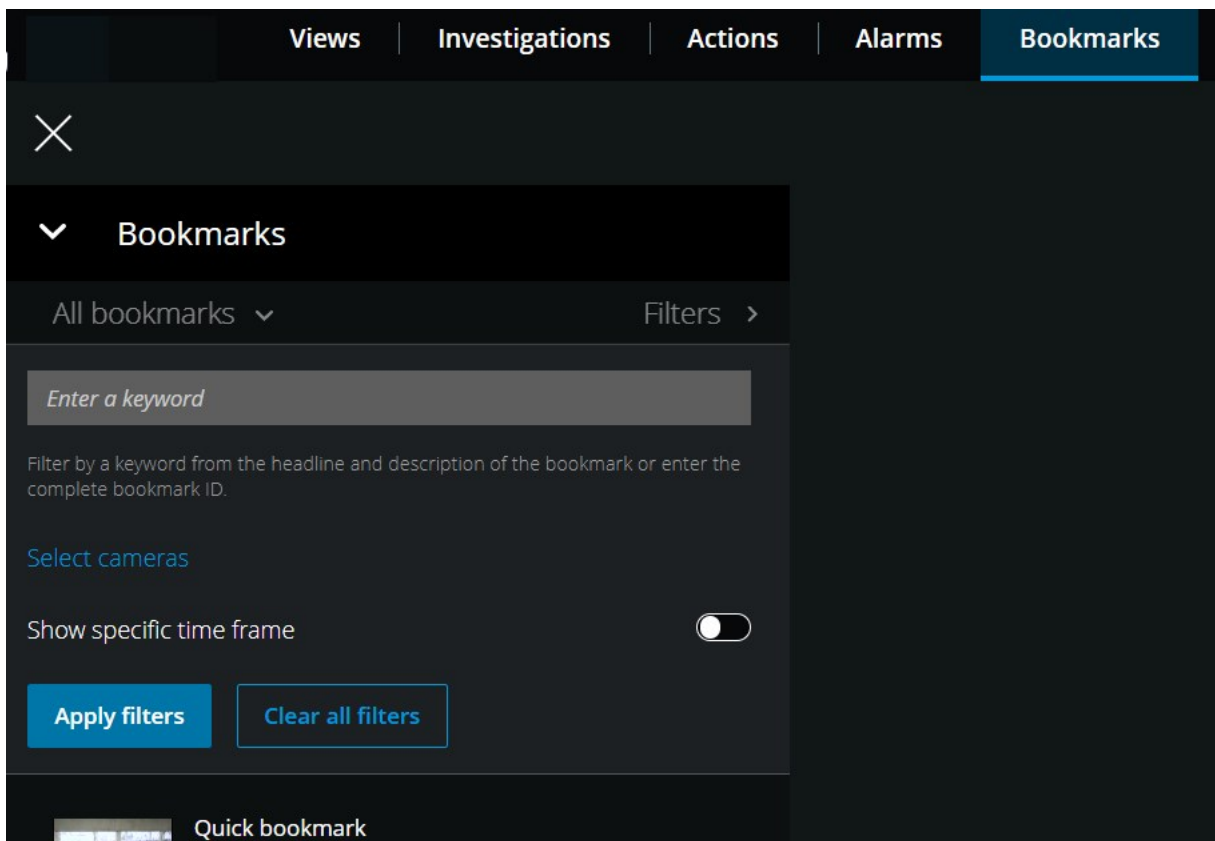 Views
Investigations
Actions
Alarms
Bookmarks
Bookmarks
All bookmarks
Filters
Enter a keyword
Filter by a keyword from the headline and description of the bookmark or enter the
complete bookmark ID.
Select cameras
Show specific time frame
Apply filters
Clear all filters
Quick bookmark